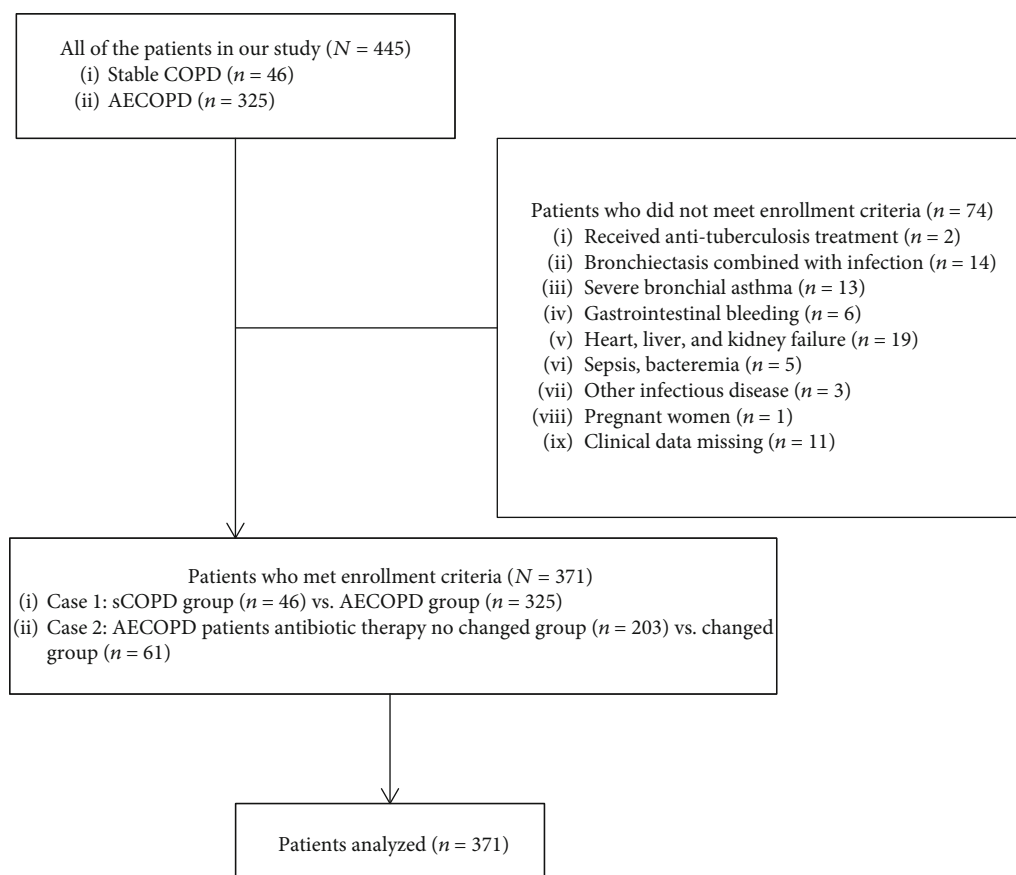 All of the patients in our study (N = 445)
(i) Stable COPD (n = 46)
(ii) AECOPD (n = 325)
Patients who did not meet enrollment criteria (n = 74)
(i) Received anti-tuberculosis treatment (n = 2)
(ii) Bronchiectasis combined with infection (n = 14)
(iii) Severe bronchial asthma (n = 13)
(iv) Gastrointestinal bleeding (n = 6)
(v) Heart, liver, and kidney failure (n = 19)
(vi) Sepsis, bacteremia (n = 5)
(vii) Other infectious disease (n = 3)
(viii) Pregnant women (n = 1)
(ix) Clinical data missing (n = 11)
Patients who met enrollment criteria (N = 371)
(i) Case 1: sCOPD group (n = 46) vs. AECOPD group (n = 325)
(ii) Case 2: AECOPD patients antibiotic therapy no changed group (n = 203) vs. changed
group (n = 61)
Patients analyzed (n = 371)